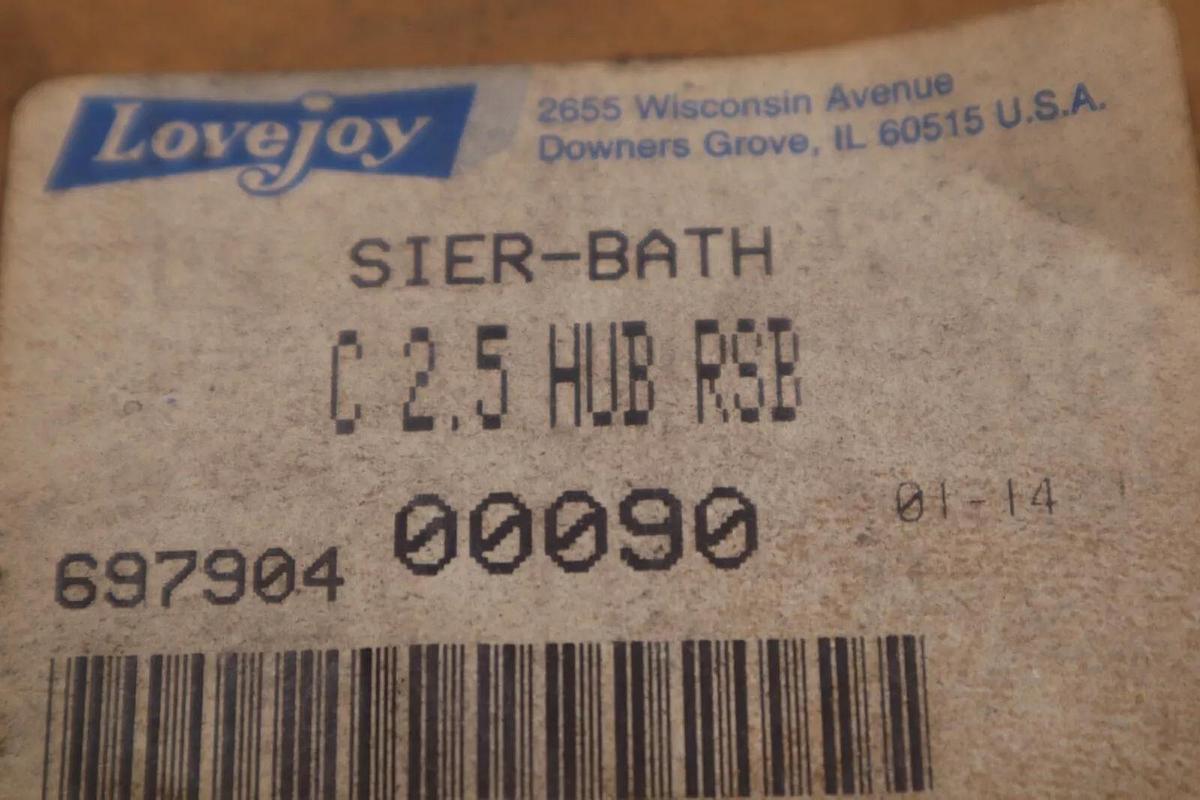 Lovejoy
2655 Wisconsin Avenue
Downers Grove, IL 60515 U.S.A.
SIER-BATH
C 2.5 HUB RSB
00090
01-14
697904